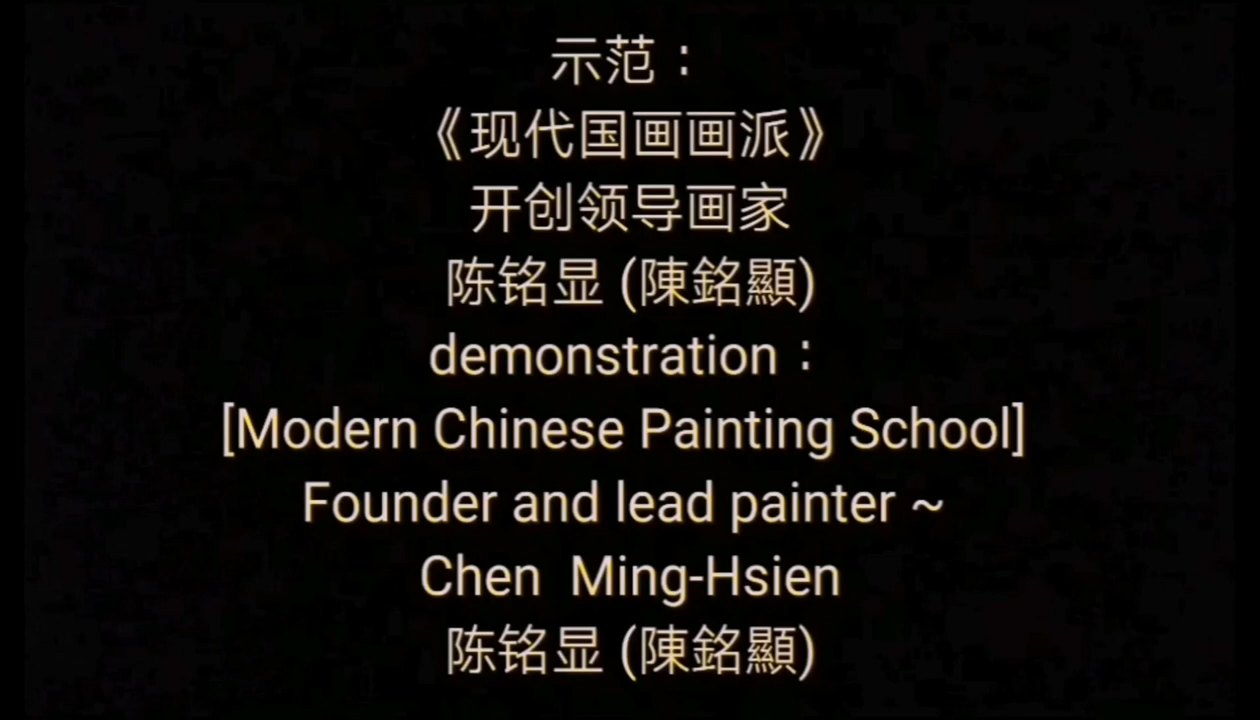 示范：
《现代国画画派》
开创领导画家
陈铭显 (陳銘顯)
demonstration：
[Modern Chinese Painting School]
Founder and lead painter ~
Chen  Ming-Hsien
陈铭显 (陳銘顯)